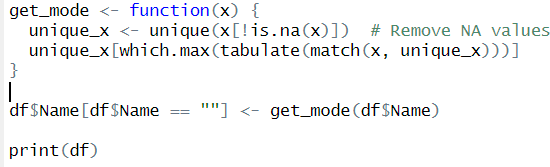 get_mode <- function(x) {
  unique_x <- unique(x[!is.na(x)])  # Remove NA values
  unique_x[which.max(tabulate(match(x, unique_x)))]
}
df$Name[df$Name == ""] <- get_mode(df$Name)
print(df)